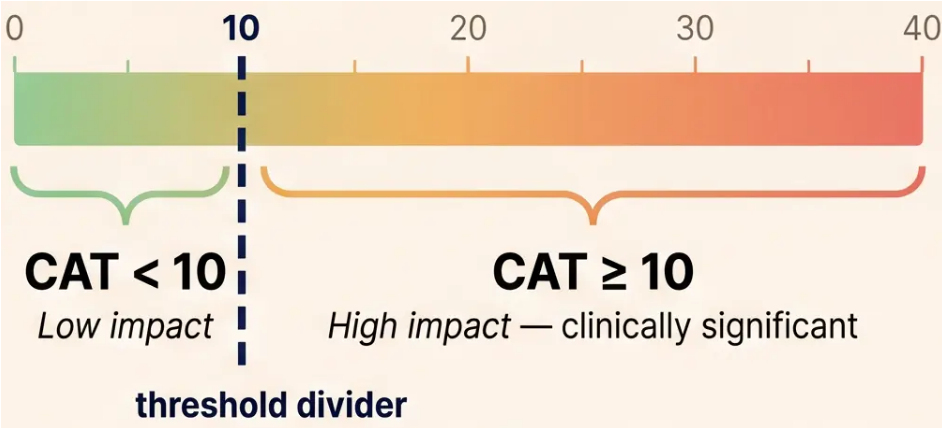 0 10 20 30 40
CAT < 10
Low impact
CAT ≥ 10
High impact — clinically significant
threshold divider